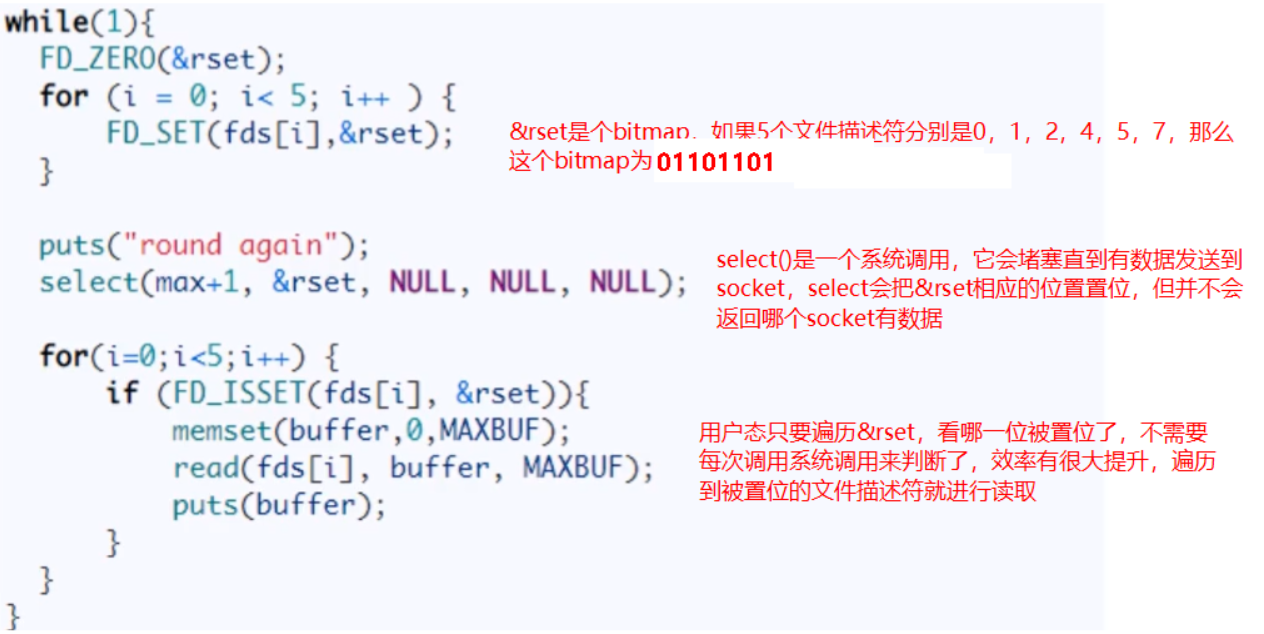 while(1){
FD_ZERO(&rset);
for (i = 0; i< 5; i++ ) {
FD_SET(fds[i],&rset);
}
&rset是个bitmap，如果5个文件描述符分别是0，1，2，4，5，7，那么
这个bitmap为01101101
puts("round again");
select(max+1, &rset, NULL, NULL, NULL);
select()是一个系统调用，它会堵塞直到有数据发送到
socket，select会把&rset相应的位置置位，但并不会
返回哪个socket有数据
for(i=0;i<5;i++) {
if (FD_ISSET(fds[i], &rset)){
memset(buffer,0,MAXBUF);
read(fds[i], buffer, MAXBUF);
puts(buffer);
}
}
}
用户态只要遍历&rset，看哪一位被置位了，不需要
每次调用系统调用来判断了，效率有很大提升，遍历
到被置位的文件描述符就进行读取